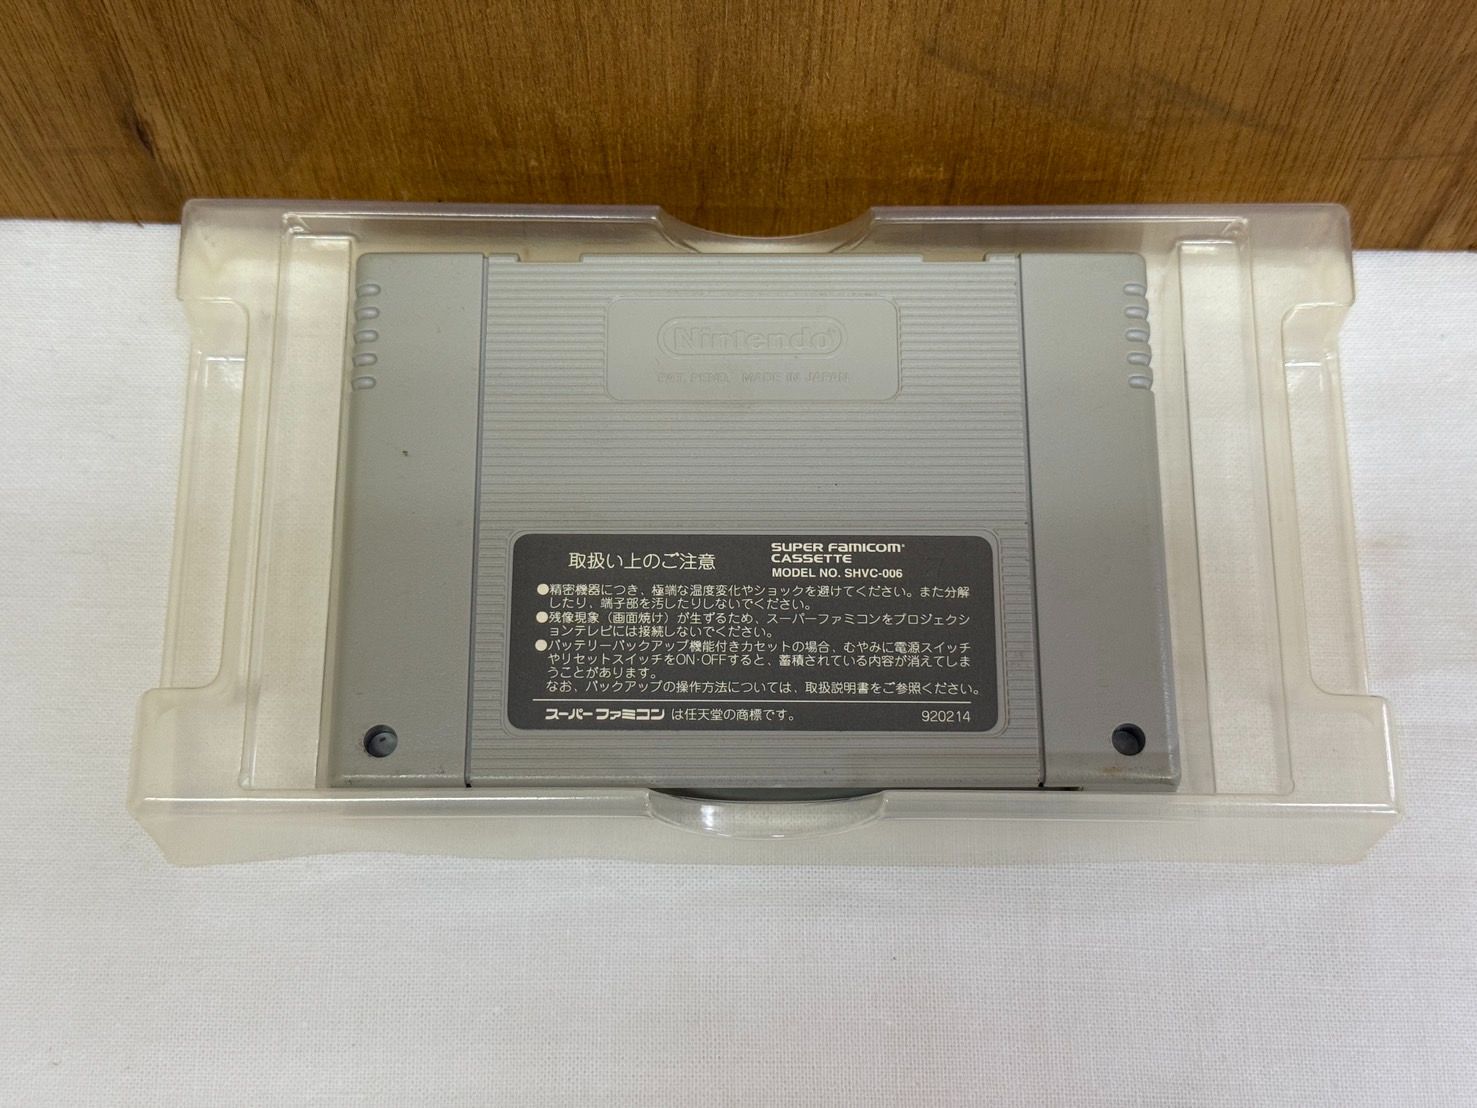 Nintendo®
PAT. PEND. MADE IN JAPAN
取扱い上のご注意
SUPER FAMICOM®
CASSETTE
MODEL NO. SHVC-006
●精密機器につき、極端な温度変化やショックを避けてください。また分解
したり、端子部を汚したりしないでください。
●残像現象（画面焼け）が生ずるため、スーパーファミコンをプロジェクシ
ョンテレビには接続しないでください。
●バッテリーバックアップ機能付きカセットの場合、むやみに電源スイッチ
やリセットスイッチをON・OFFすると、蓄積されている内容が消えてしま
うことがあります。
なお、バックアップの操作方法については、取扱説明書をご参照ください。
スーパーファミコン は任天堂の商標です。
920214